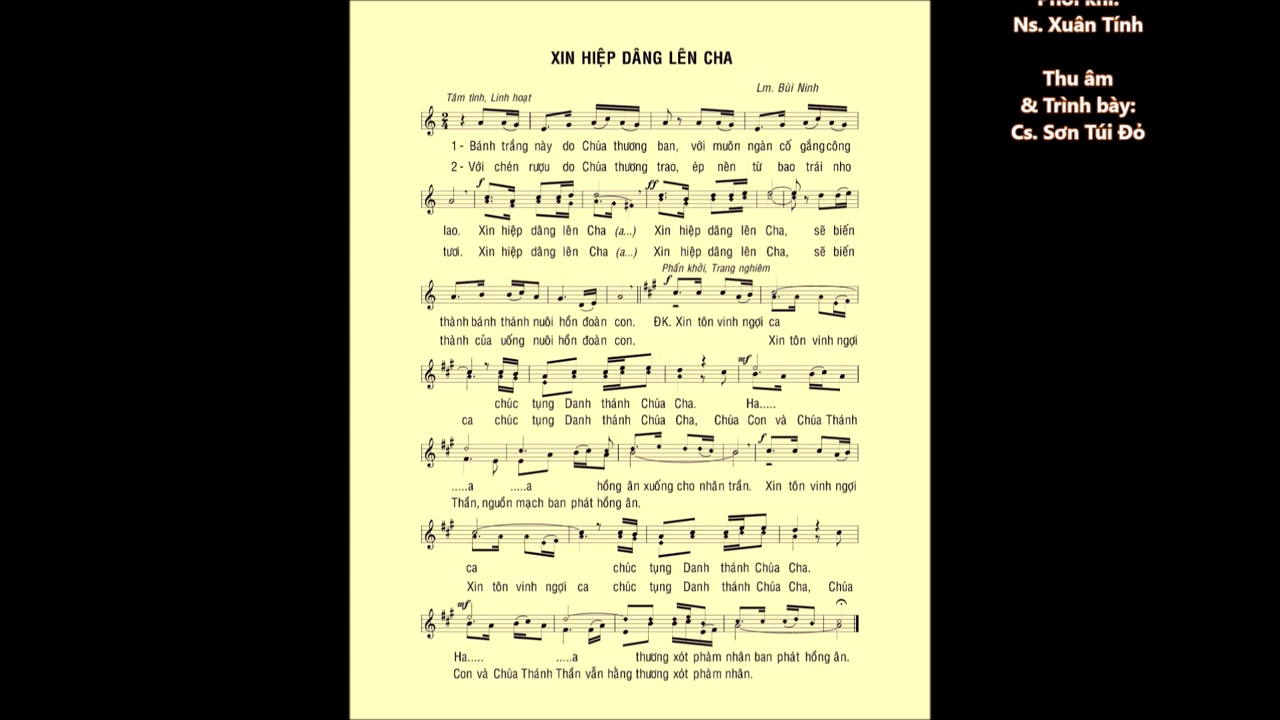 XIN HIỆP DÂNG LÊN CHA
Lm. Bùi Ninh
Tâm tình, Linh hoạt
1 - Bánh trắng này do Chúa thương ban, với muôn ngàn cố gắng công
2 - Với chén rượu do Chúa thương trao, ép nên từ bao trái nho
f
ff
lao. Xin hiệp dâng lên Cha (a...) Xin hiệp dâng lên Cha, sẽ biến
tươi. Xin hiệp dâng lên Cha (a...) Xin hiệp dâng lên Cha, sẽ biến
Phấn khởi, Trang nghiêm
f
thành bánh thánh nuôi hồn đoàn con. ĐK. Xin tôn vinh ngợi ca
thành của uống nuôi hồn đoàn con. Xin tôn vinh ngợi
mf
chúc tụng Danh thánh Chúa Cha. Ha.....
ca chúc tụng Danh thánh Chúa Cha, Chúa Con và Chúa Thánh
f
.....a .....a hồng ân xuống cho nhân trần. Xin tôn vinh ngợi
Thần, nguồn mạch ban phát hồng ân.
ca chúc tụng Danh thánh Chúa Cha.
Xin tôn vinh ngợi ca chúc tụng Danh thánh Chúa Cha, Chúa
mf
Ha..... .....a thương xót phàm nhân ban phát hồng ân.
Con và Chúa Thánh Thần vẫn hằng thương xót phàm nhân.
Phối khí:
Ns. Xuân Tính
Thu âm
& Trình bày:
Cs. Sơn Túi Đỏ